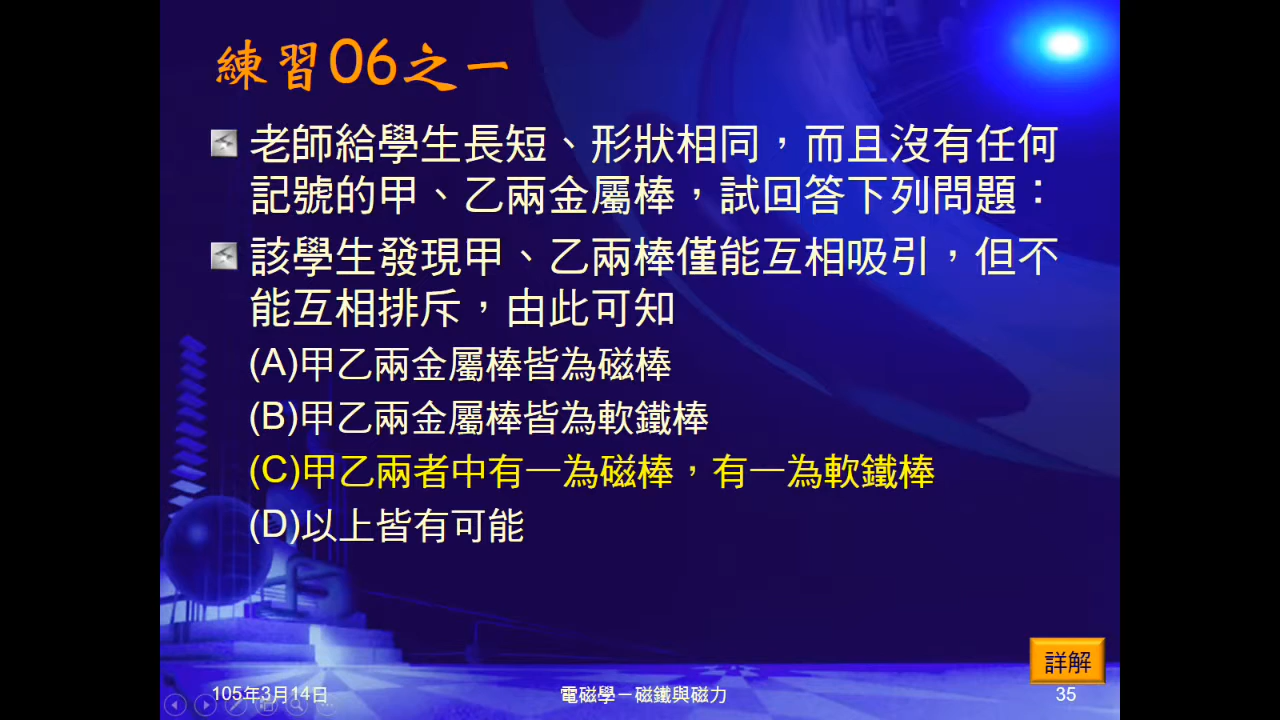 練習06之一
老師給學生長短、形狀相同，而且沒有任何
記號的甲、乙兩金屬棒，試回答下列問題：
該學生發現甲、乙兩棒僅能互相吸引，但不
能互相排斥，由此可知
(A)甲乙兩金屬棒皆為磁棒
(B)甲乙兩金屬棒皆為軟鐵棒
(C)甲乙兩者中有一為磁棒，有一為軟鐵棒
(D)以上皆有可能
詳解
105年3月14日
電磁學－磁鐵與磁力
35